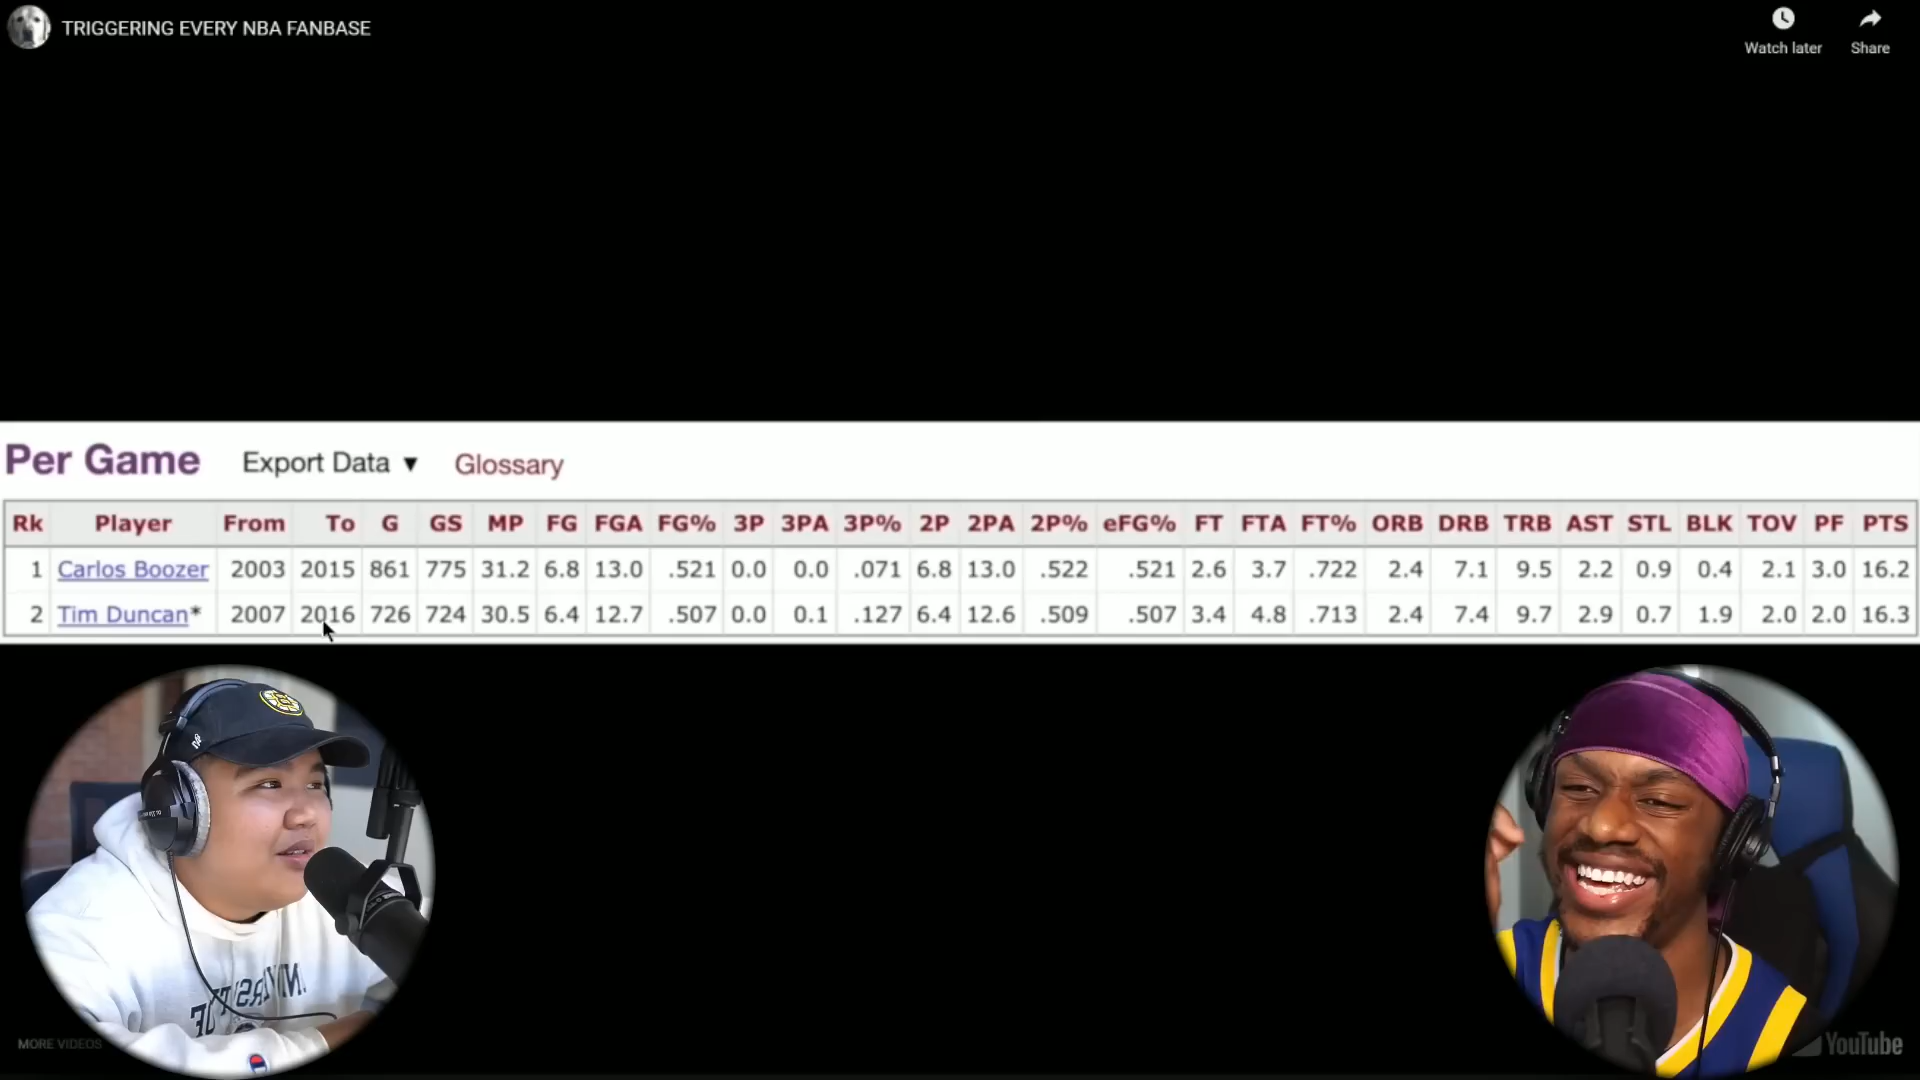 TRIGGERING EVERY NBA FANBASE
Watch later
Share
Per Game Export Data ▼ Glossary
Rk Player From To G GS MP FG FGA FG% 3P 3PA 3P% 2P 2PA 2P% eFG% FT FTA FT% ORB DRB TRB AST STL BLK TOV PF PTS
1 Carlos Boozer 2003 2015 861 775 31.2 6.8 13.0 .521 0.0 0.0 .071 6.8 13.0 .522 .521 2.6 3.7 .722 2.4 7.1 9.5 2.2 0.9 0.4 2.1 3.0 16.2
2 Tim Duncan* 2007 2016 726 724 30.5 6.4 12.7 .507 0.0 0.1 .127 6.4 12.6 .509 .507 3.4 4.8 .713 2.4 7.4 9.7 2.9 0.7 1.9 2.0 2.0 16.3
MORE VIDEOS
YouTube